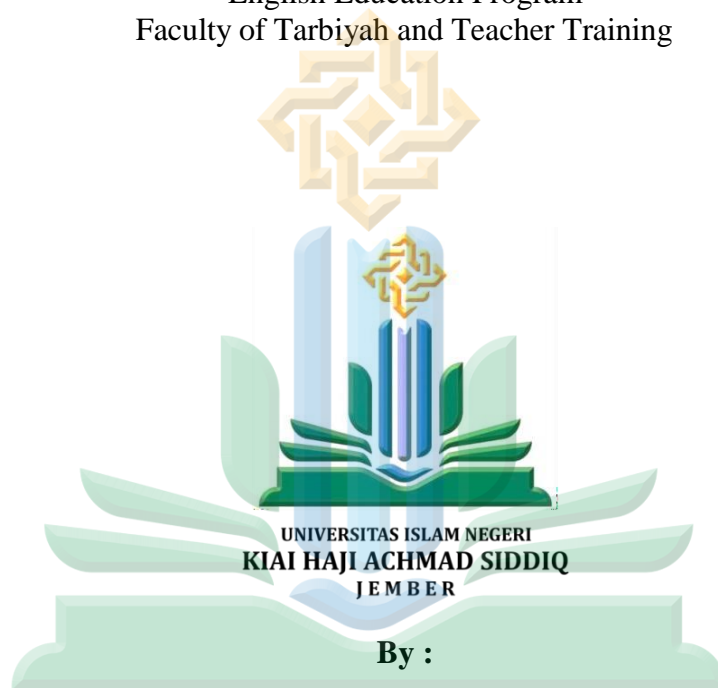 English Education Program
Faculty of Tarbiyah and Teacher Training
UNIVERSITAS ISLAM NEGERI
KIAI HAJI ACHMAD SIDDIQ
JEMBER
By :